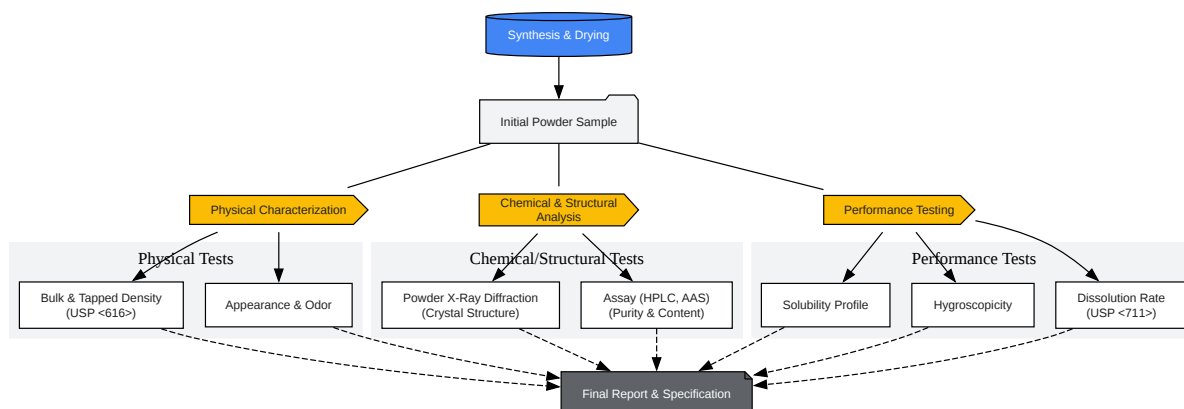 Synthesis & Drying
Initial Powder Sample
Physical Characterization
Chemical & Structural
Analysis
Performance Testing
Physical Tests
Chemical/Structural Tests
Performance Tests
Bulk & Tapped Density
(USP <616>)
Appearance & Odor
Powder X-Ray Diffraction
(Crystal Structure)
Assay (HPLC, AAS)
(Purity & Content)
Solubility Profile
Hygroscopicity
Dissolution Rate
(USP <711>)
Final Report & Specification